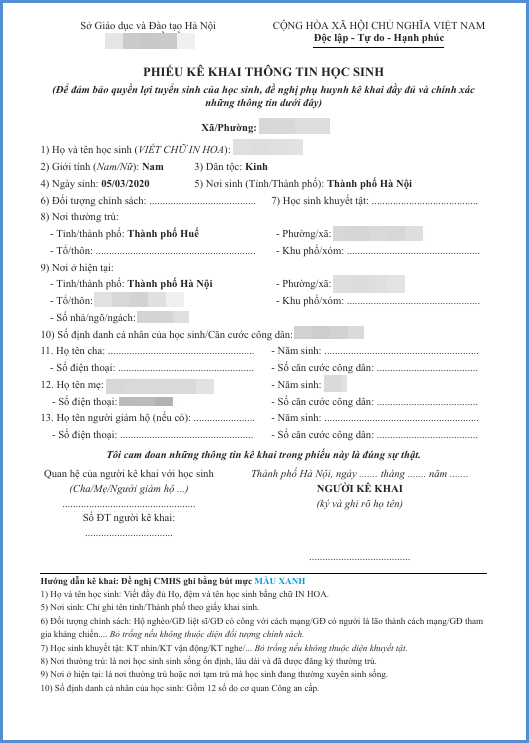 Sở Giáo dục và Đào tạo Hà Nội
CỘNG HÒA XÃ HỘI CHỦ NGHĨA VIỆT NAM
Độc lập - Tự do - Hạnh phúc
PHIẾU KÊ KHAI THÔNG TIN HỌC SINH
(Để đảm bảo quyền lợi tuyển sinh của học sinh, đề nghị phụ huynh kê khai đầy đủ và chính xác
những thông tin dưới đây)
Xã/Phường:
1) Họ và tên học sinh (VIẾT CHỮ IN HOA):
2) Giới tính (Nam/Nữ): Nam 3) Dân tộc: Kinh
4) Ngày sinh: 05/03/2020 5) Nơi sinh (Tỉnh/Thành phố): Thành phố Hà Nội
6) Đối tượng chính sách: ........................................ 7) Học sinh khuyết tật: ........................................
8) Nơi thường trú:
- Tỉnh/thành phố: Thành phố Huế - Phường/xã:
- Tổ/thôn: ............................................................ - Khu phố/xóm: ..................................................
9) Nơi ở hiện tại:
- Tỉnh/thành phố: Thành phố Hà Nội - Phường/xã:
- Tổ/thôn: - Khu phố/xóm: ..................................................
- Số nhà/ngõ/ngách:
10) Số định danh cá nhân của học sinh/Căn cước công dân:
11. Họ tên cha: ....................................................... - Năm sinh: ..........................................................
- Số điện thoại: ................................................... - Số căn cước công dân: ........................................
12. Họ tên mẹ: - Năm sinh:
- Số điện thoại: - Số căn cước công dân: ........................................
13. Họ tên người giám hộ (nếu có): ....................... - Năm sinh: ..........................................................
- Số điện thoại: .................................................. - Số căn cước công dân: ........................................
Tôi cam đoan những thông tin kê khai trong phiếu này là đúng sự thật.
Quan hệ của người kê khai với học sinh
(Cha/Mẹ/Người giám hộ ...)
..................................................
Số ĐT người kê khai:
.................................
Thành phố Hà Nội, ngày ....... tháng ....... năm .......
NGƯỜI KÊ KHAI
(ký và ghi rõ họ tên)
......................................
Hướng dẫn kê khai: Đề nghị CMHS ghi bằng bút mực MÀU XANH
1) Họ và tên học sinh: Viết đầy đủ Họ, đệm và tên học sinh bằng chữ IN HOA.
5) Nơi sinh: Chỉ ghi tên tỉnh/Thành phố theo giấy khai sinh.
6) Đối tượng chính sách: Hộ nghèo/GĐ liệt sĩ/GĐ có công với cách mạng/GĐ có người là lão thành cách mạng/GĐ tham
gia kháng chiến.... Bỏ trống nếu không thuộc diện đối tượng chính sách.
7) Học sinh khuyết tật: KT nhìn/KT vận động/KT nghe/... Bỏ trống nếu không thuộc diện khuyết tật.
8) Nơi thường trú: là nơi học sinh sinh sống ổn định, lâu dài và đã được đăng ký thường trú.
9) Nơi ở hiện tại: là nơi thường trú hoặc nơi tạm trú mà học sinh đang thường xuyên sinh sống.
10) Số định danh cá nhân của học sinh: Gồm 12 số do cơ quan Công an cấp.